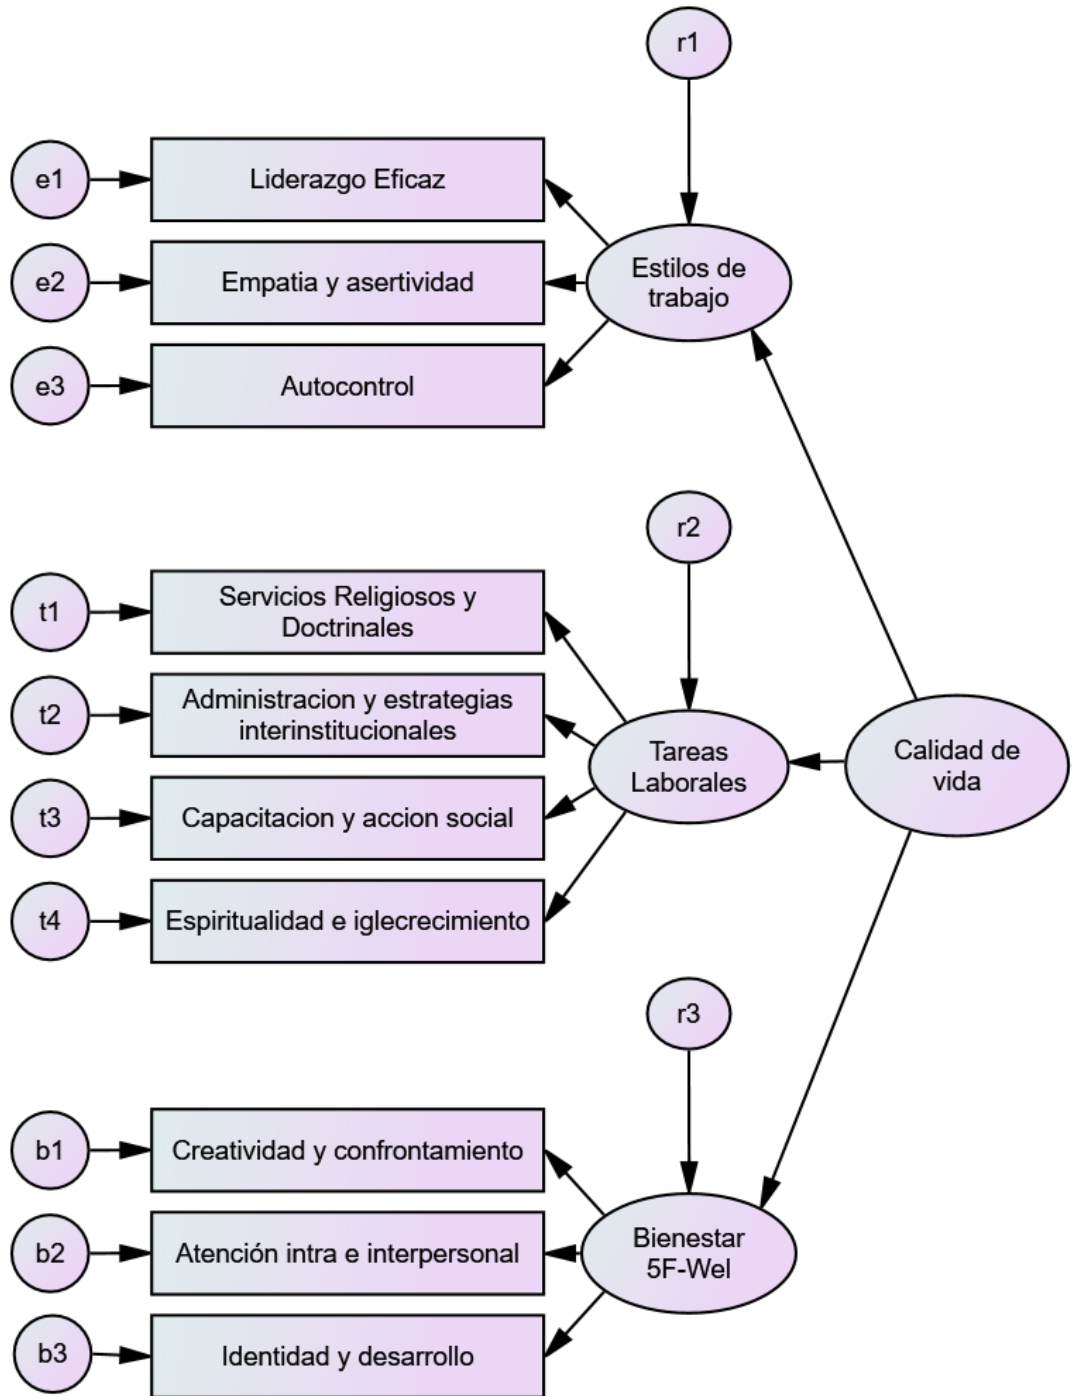 r1
e1
Liderazgo Eficaz
e2
Empatia y asertividad
Estilos de
trabajo
e3
Autocontrol
r2
t1
Servicios Religiosos y
Doctrinales
t2
Administracion y estrategias
interinstitucionales
Tareas
Laborales
Calidad de
vida
t3
Capacitacion y accion social
t4
Espiritualidad e iglecrecimiento
r3
b1
Creatividad y confrontamiento
b2
Atención intra e interpersonal
Bienestar
5F-Wel
b3
Identidad y desarrollo